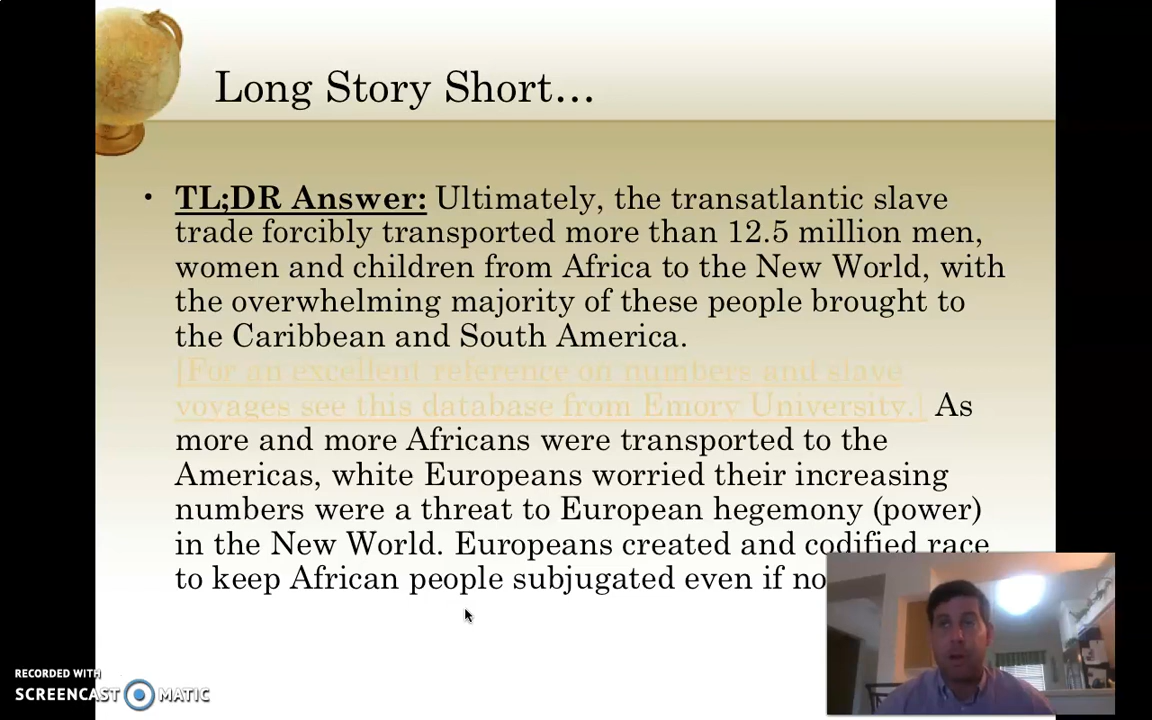 Long Story Short…
• TL;DR Answer: Ultimately, the transatlantic slave
trade forcibly transported more than 12.5 million men,
women and children from Africa to the New World, with
the overwhelming majority of these people brought to
the Caribbean and South America.
[For an excellent reference on numbers and slave
voyages see this database from Emory University.] As
more and more Africans were transported to the
Americas, white Europeans worried their increasing
numbers were a threat to European hegemony (power)
in the New World. Europeans created and codified race
to keep African people subjugated even if
RECORDED WITH
SCREENCAST MATIC